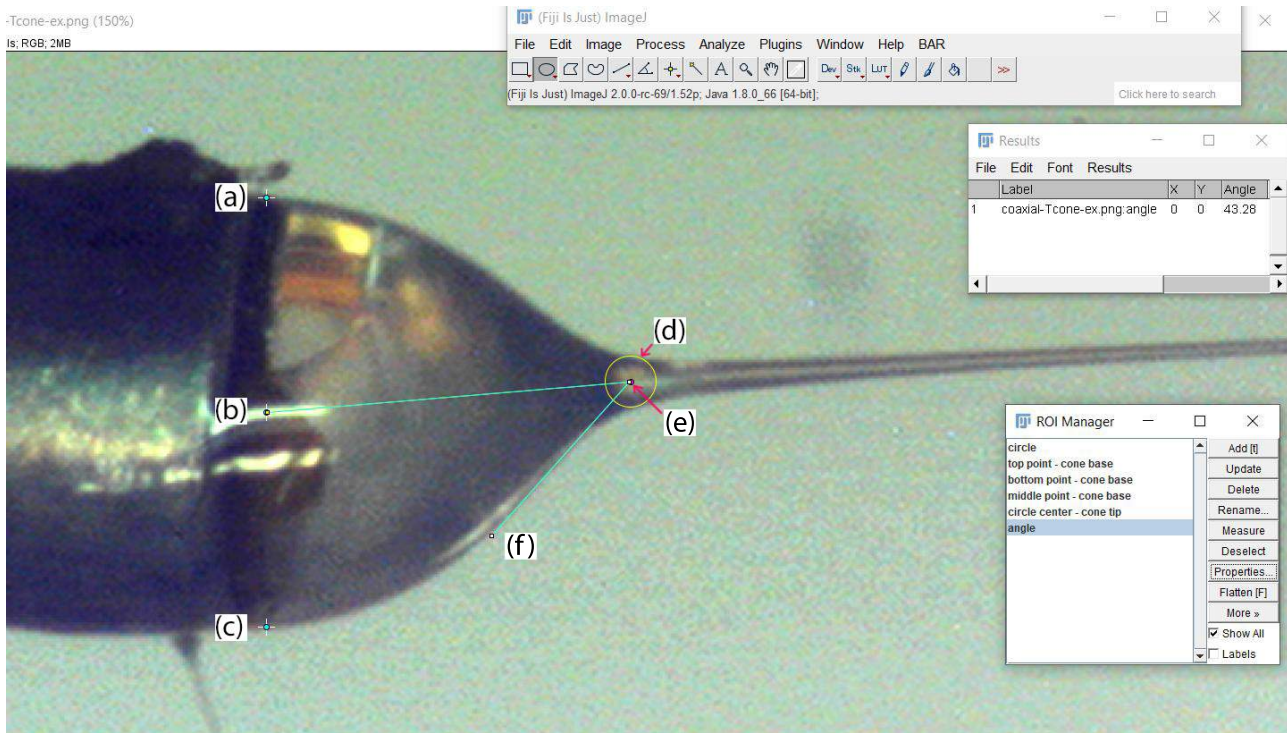 -Tcone-ex.png (150%)
ls; RGB; 2MB
(Fiji Is Just) ImageJ
File Edit Image Process Analyze Plugins Window Help BAR
A Dev Stk LUT >>
(Fiji Is Just) ImageJ 2.0.0-rc-69/1.52p; Java 1.8.0_66 [64-bit];
Click here to search
Results
File Edit Font Results
Label X Y Angle
1 coaxial-Tcone-ex.png:angle 0 0 43.28
(a)
(d)
(b)
(e)
(f)
(c)
ROI Manager
circle
top point - cone base
bottom point - cone base
middle point - cone base
circle center - cone tip
angle
Add [t]
Update
Delete
Rename...
Measure
Deselect
Properties...
Flatten [F]
More »
Show All
Labels